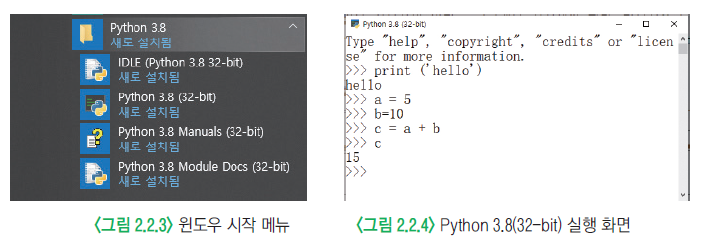 Python 3.8
새로 설치됨
IDLE (Python 3.8 32-bit)
새로 설치됨
Python 3.8 (32-bit)
새로 설치됨
Python 3.8 Manuals (32-bit)
새로 설치됨
Python 3.8 Module Docs (32-bit)
새로 설치됨
<그림 2.2.3> 윈도우 시작 메뉴
Python 3.8 (32-bit)
Type "help", "copyright", "credits" or "licen
se" for more information.
>>> print ('hello')
hello
>>> a = 5
>>> b=10
>>> c = a + b
>>> c
15
>>>
<그림 2.2.4> Python 3.8(32-bit) 실행 화면